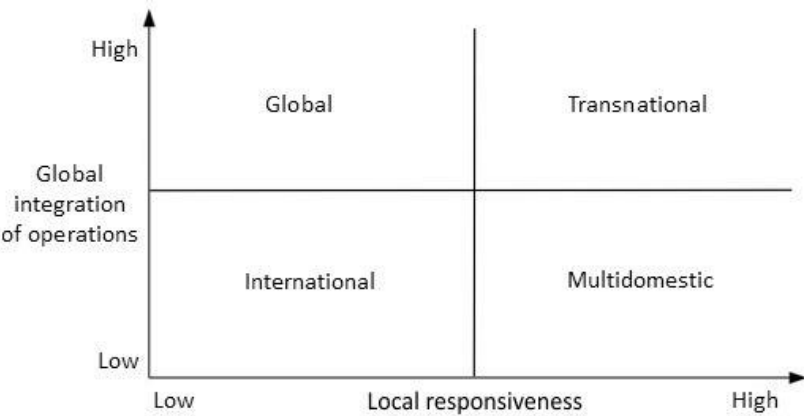 High
Global
Transnational
Global
integration
of operations
International
Multidomestic
Low
Low
Local responsiveness
High